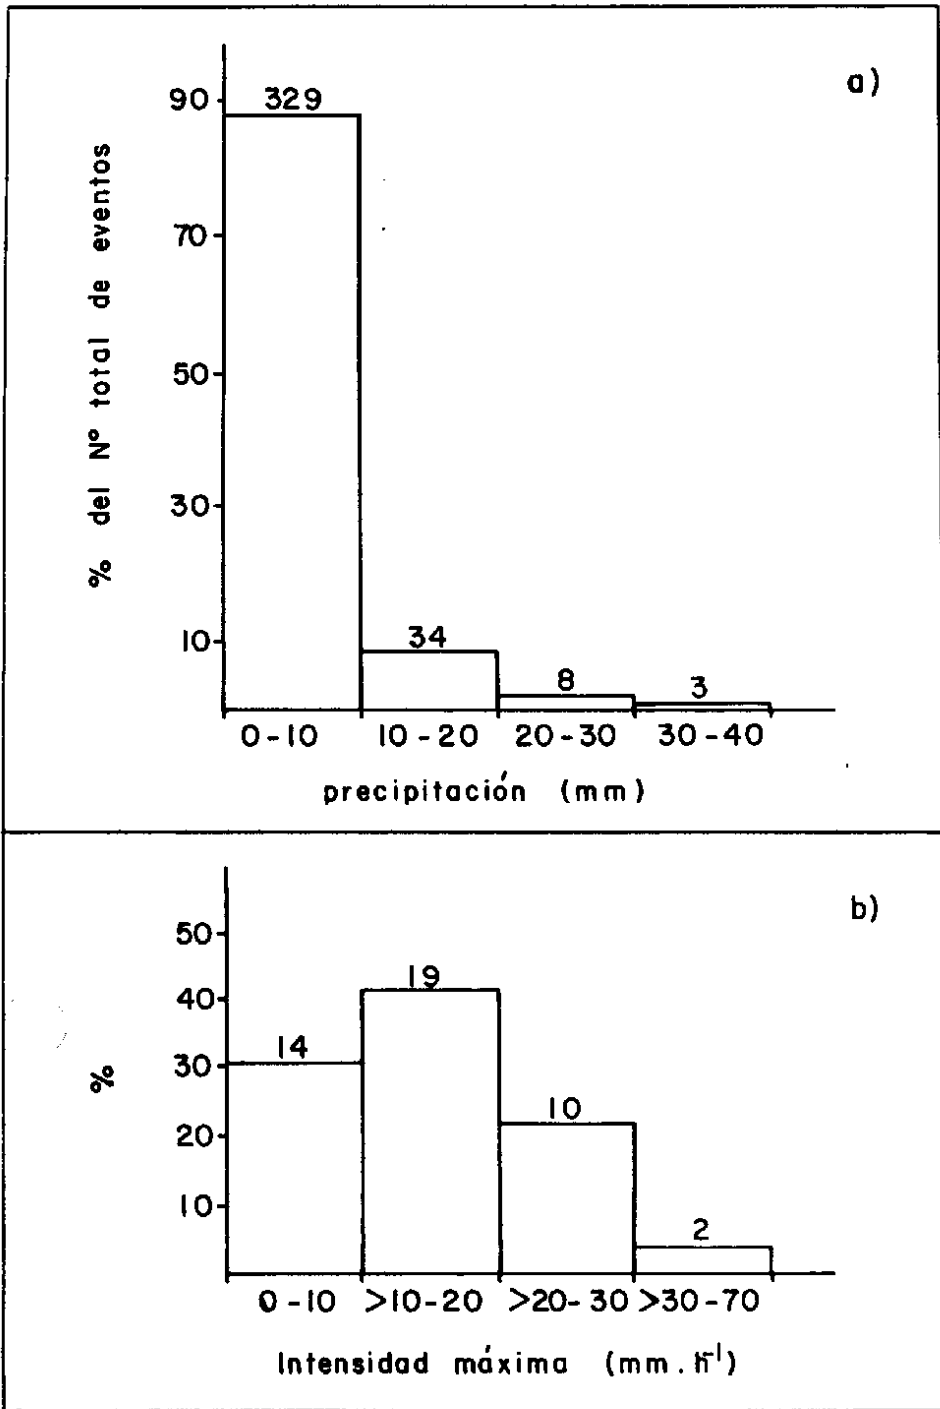 a)
% del Nº total de eventos
90
70
50
30
10
329
34
8
3
0-10 10-20 20-30 30-40
precipitación (mm)
b)
%
50
40
30
20
10
14
19
10
2
0-10 >10-20 >20-30 >30-70
Intensidad máxima (mm.h⁻¹)